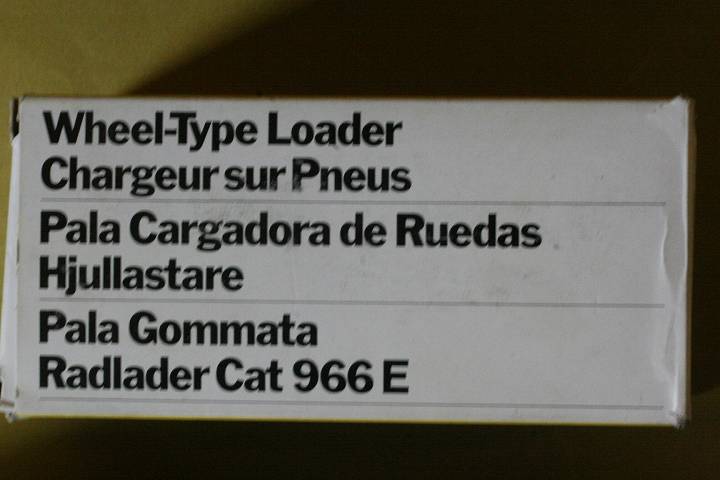 Wheel-Type Loader
Chargeur sur Pneus
Pala Cargadora de Ruedas
Hjullastare
Pala Gommata
Radlader Cat 966 E